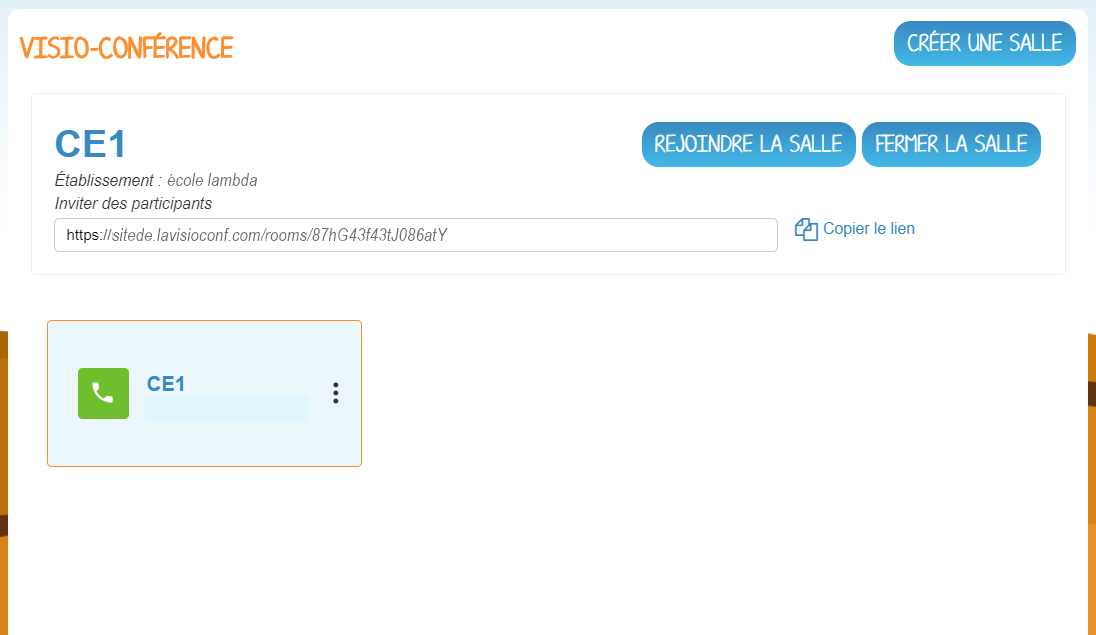 VISIO-CONFÉRENCE
CRÉER UNE SALLE
CE1
REJOINDRE LA SALLE
FERMER LA SALLE
Établissement : école lambda
Inviter des participants
https://sitede.lavisioconf.com/rooms/87hG43f43tJ086atY
Copier le lien
CE1